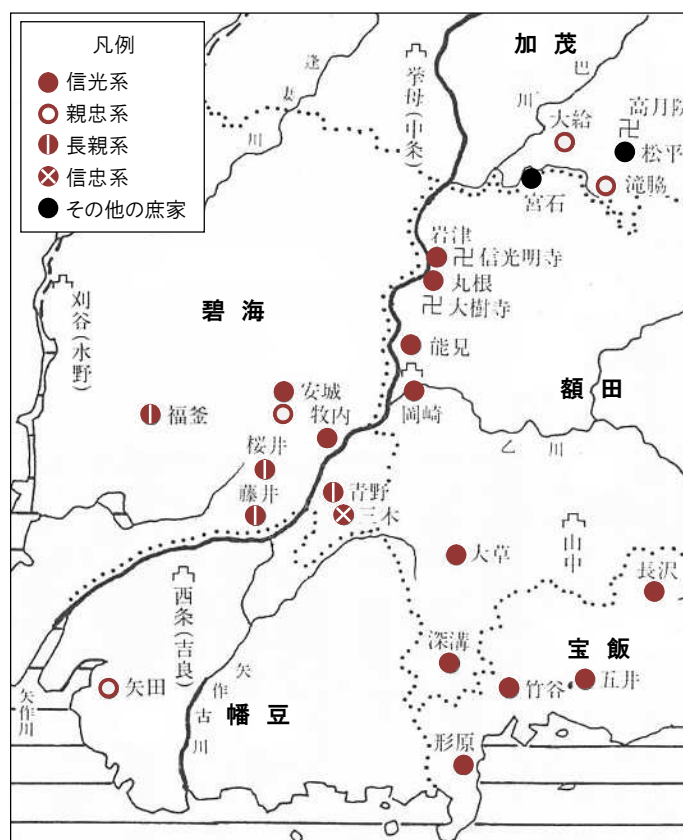 凡例
信光系
親忠系
長親系
信忠系
その他の庶家
加茂
逢妻川
挙母(中条)
巴川
大給
高月院
松平
宮石
滝脇
岩津
信光明寺
丸根
大樹寺
刈谷(水野)
碧海
能見
額田
安城
岡崎
福釜
牧内
乙川
桜井
藤井
青野
三木
山中
大草
長沢
西条(吉良)
深溝
宝飯
矢田
矢作古川
幡豆
竹谷
五井
矢作川
形原